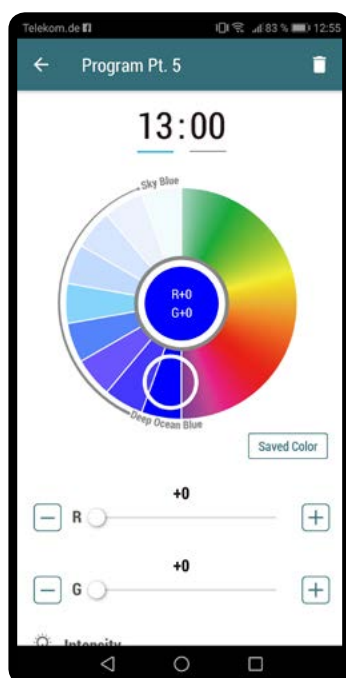 Telekom.de 83 % 12:55
Program Pt. 5
13:00
Sky Blue
R+0
G+0
Deep Ocean Blue
Saved Color
+0
R
+0
G
Intensity